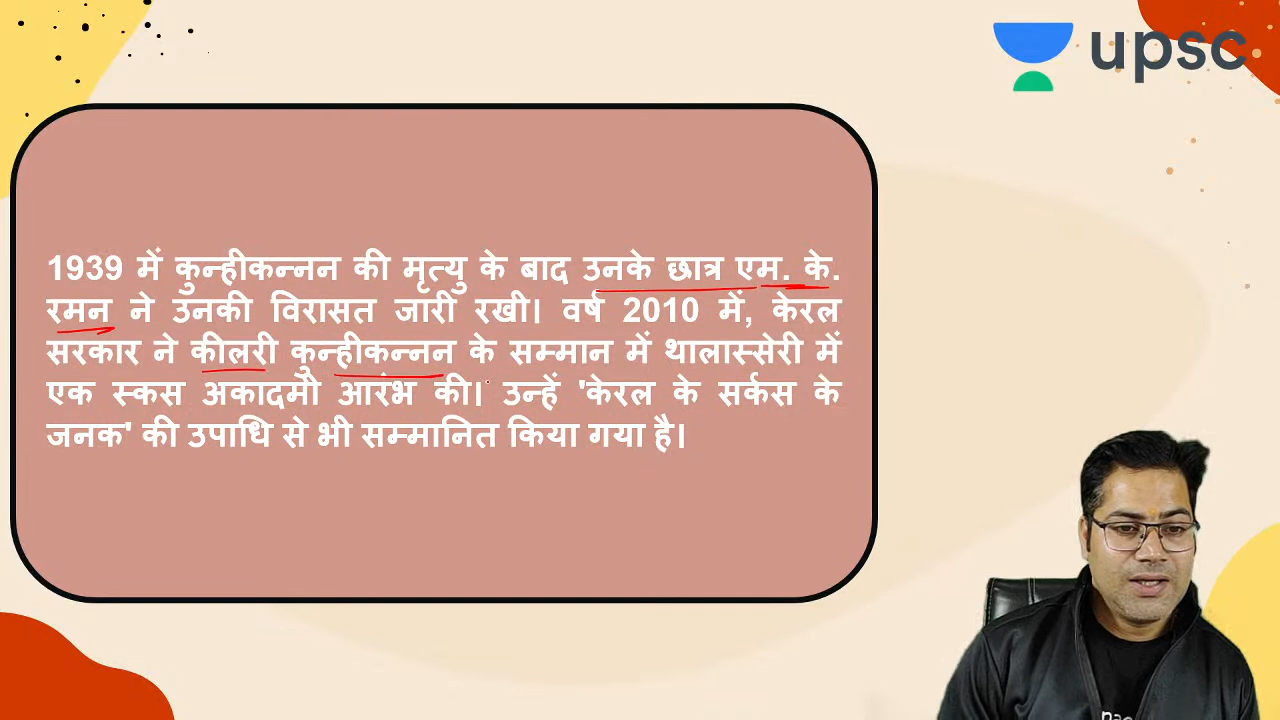 upsc
1939 में कुन्हीकन्नन की मृत्यु के बाद उनके छात्र एम. के.
रमन ने उनकी विरासत जारी रखी। वर्ष 2010 में, केरल
सरकार ने कीलरी कुन्हीकन्नन के सम्मान में थालास्सेरी में
एक स्कस अकादमी आरंभ की। उन्हें 'केरल के सर्कस के
जनक' की उपाधि से भी सम्मानित किया गया है।